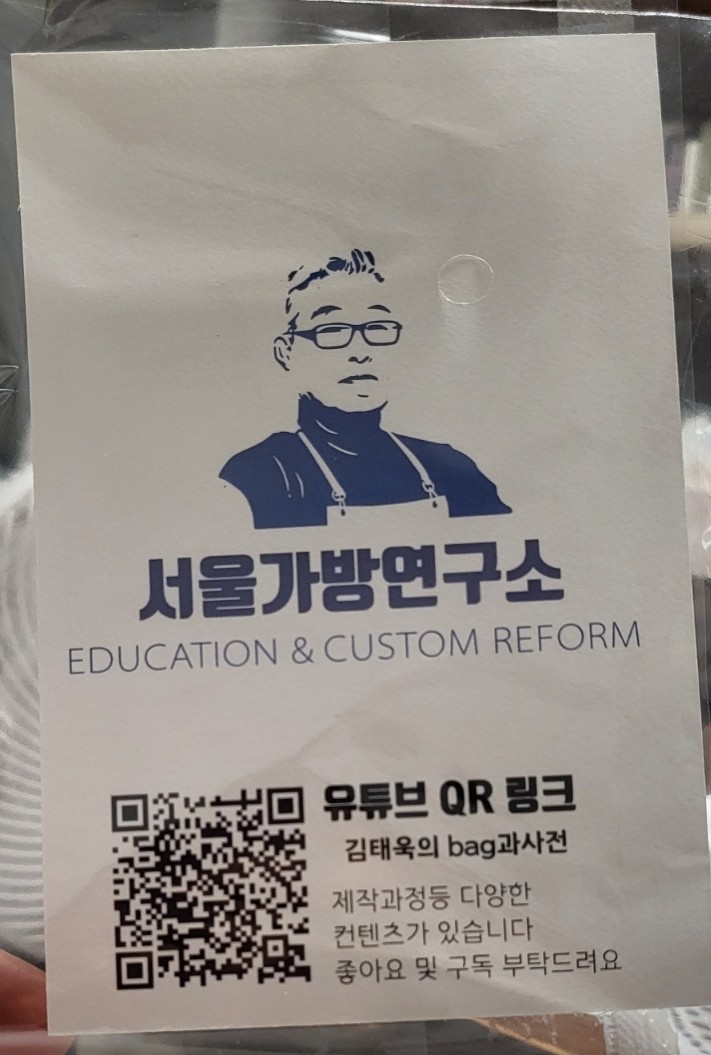 서울가방연구소
EDUCATION & CUSTOM REFORM
유튜브 QR 링크
김태욱의 bag과사전
제작과정등 다양한
컨텐츠가 있습니다
좋아요 및 구독 부탁드려요